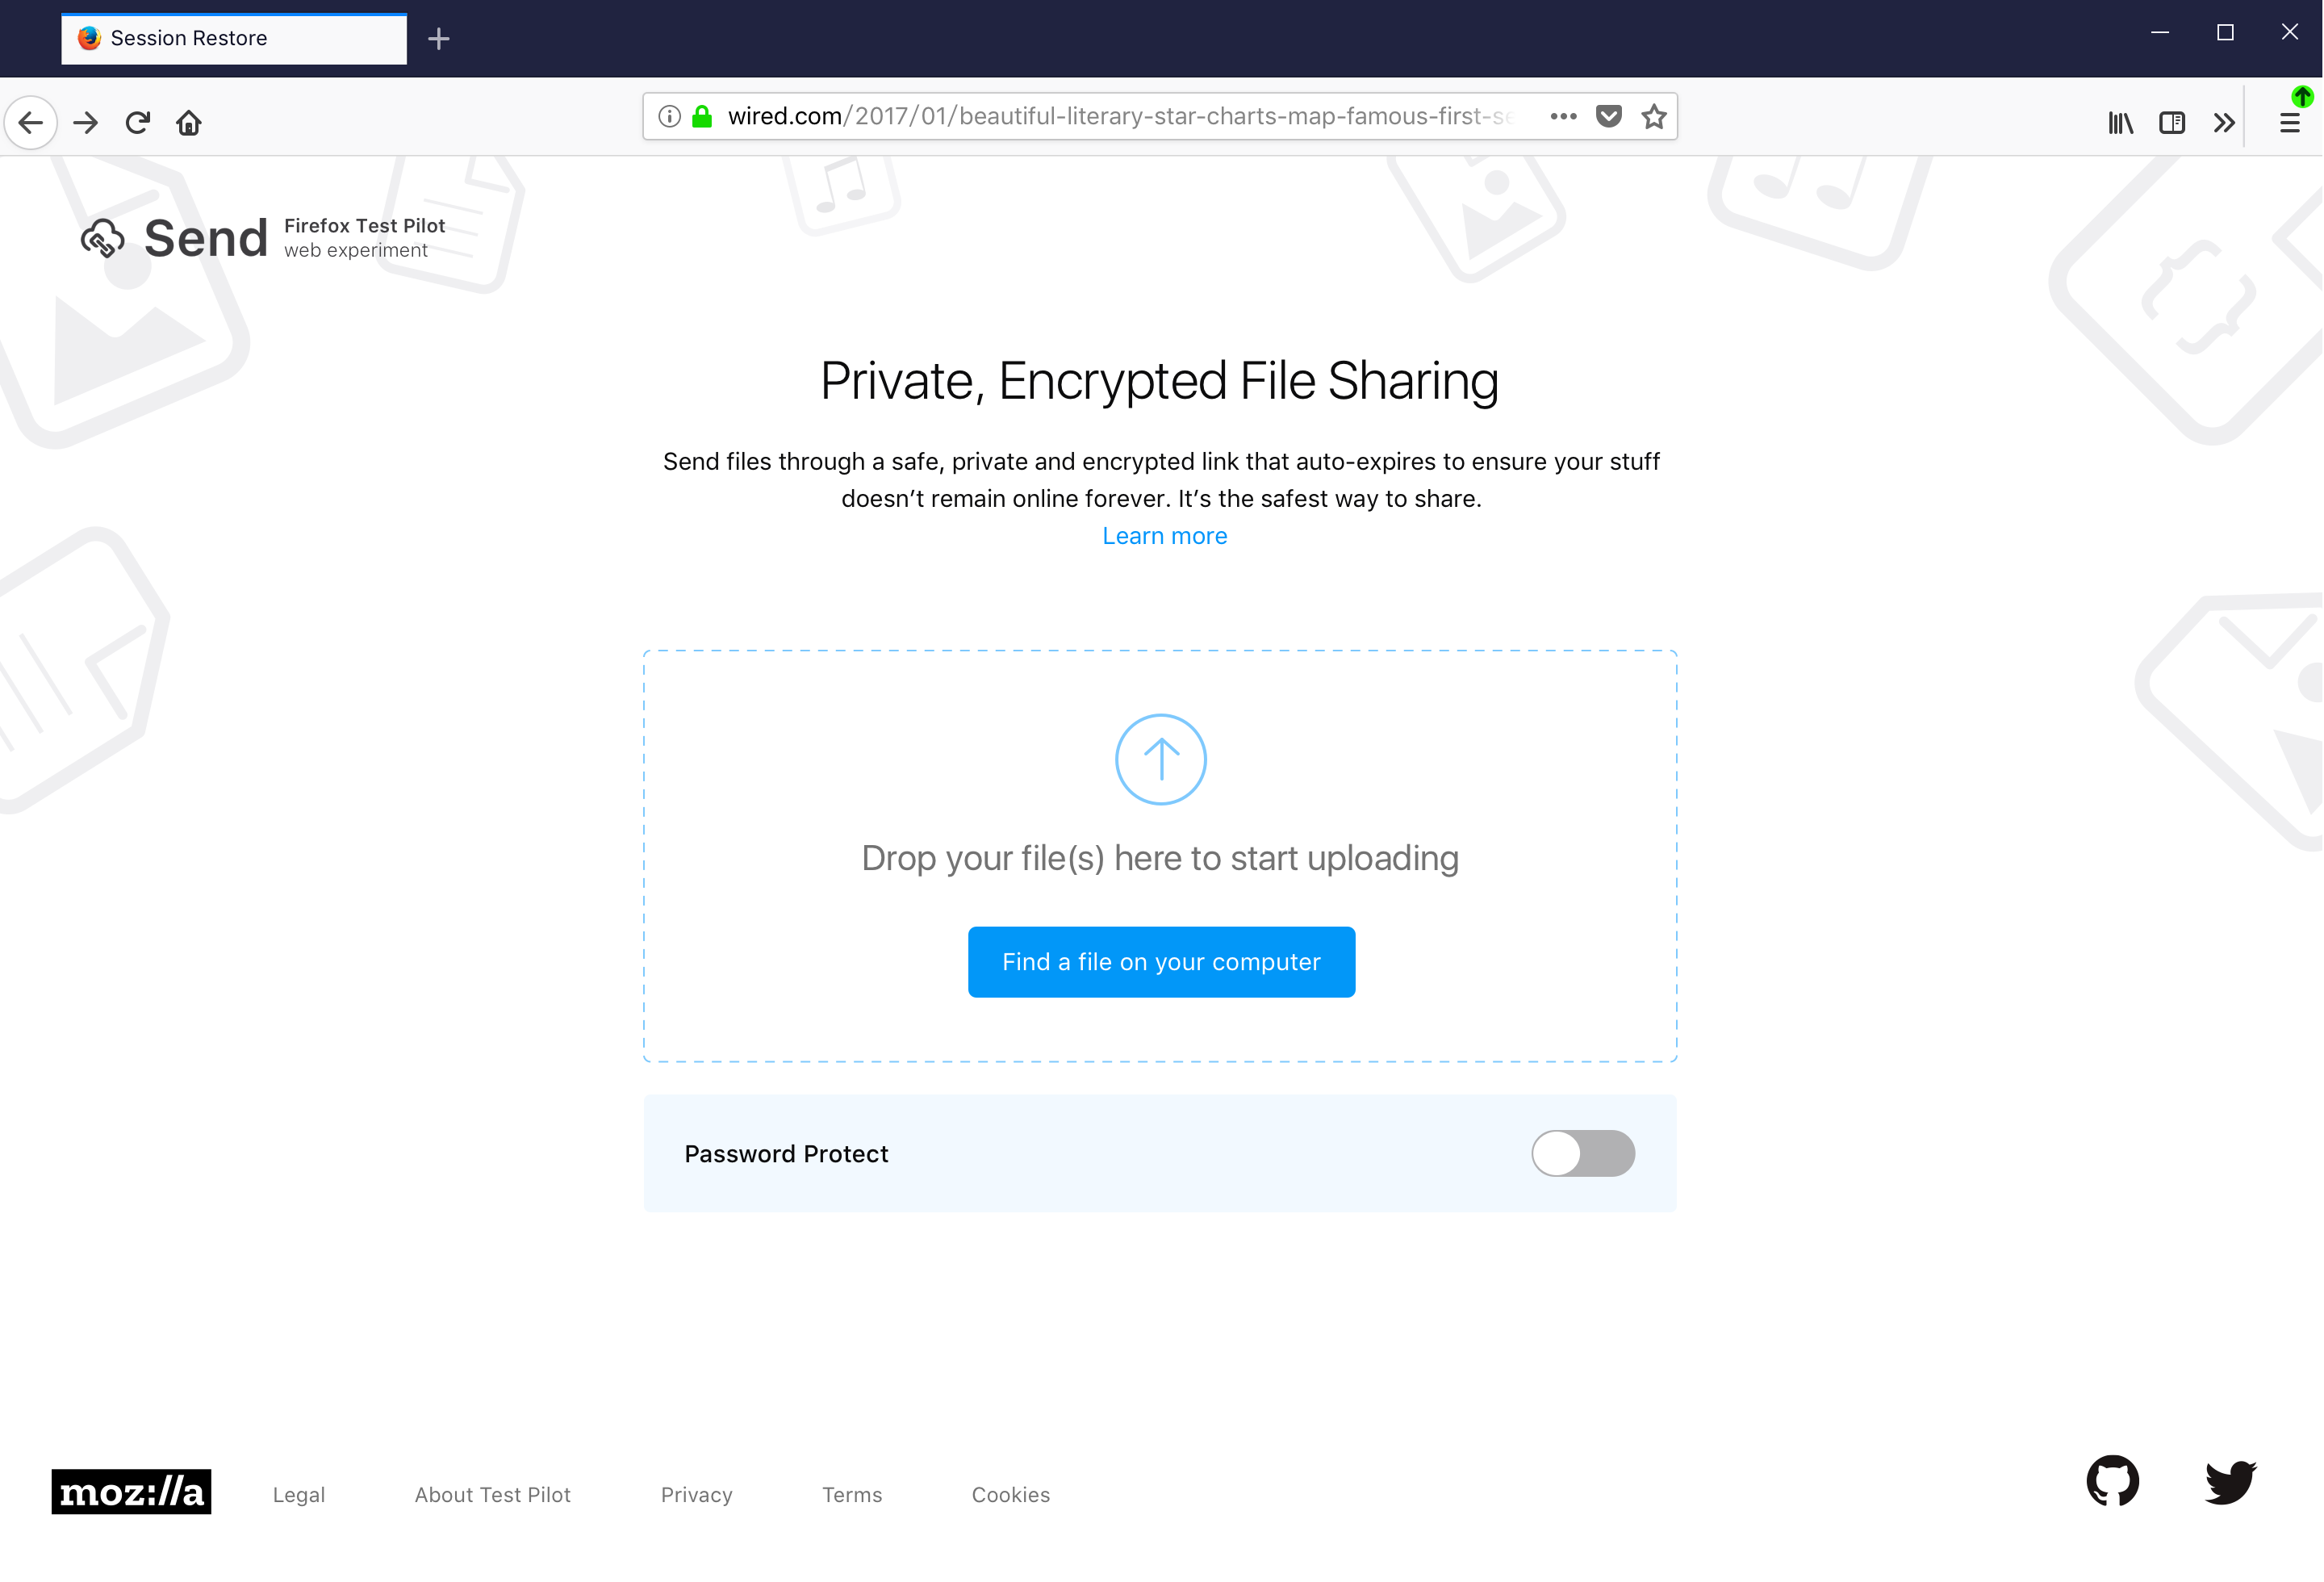 Session Restore
wired.com/2017/01/beautiful-literary-star-charts-map-famous-first-se
Send
Firefox Test Pilot
web experiment
Private, Encrypted File Sharing
Send files through a safe, private and encrypted link that auto-expires to ensure your stuff
doesn’t remain online forever. It’s the safest way to share.
Learn more
Drop your file(s) here to start uploading
Find a file on your computer
Password Protect
moz://a
Legal
About Test Pilot
Privacy
Terms
Cookies